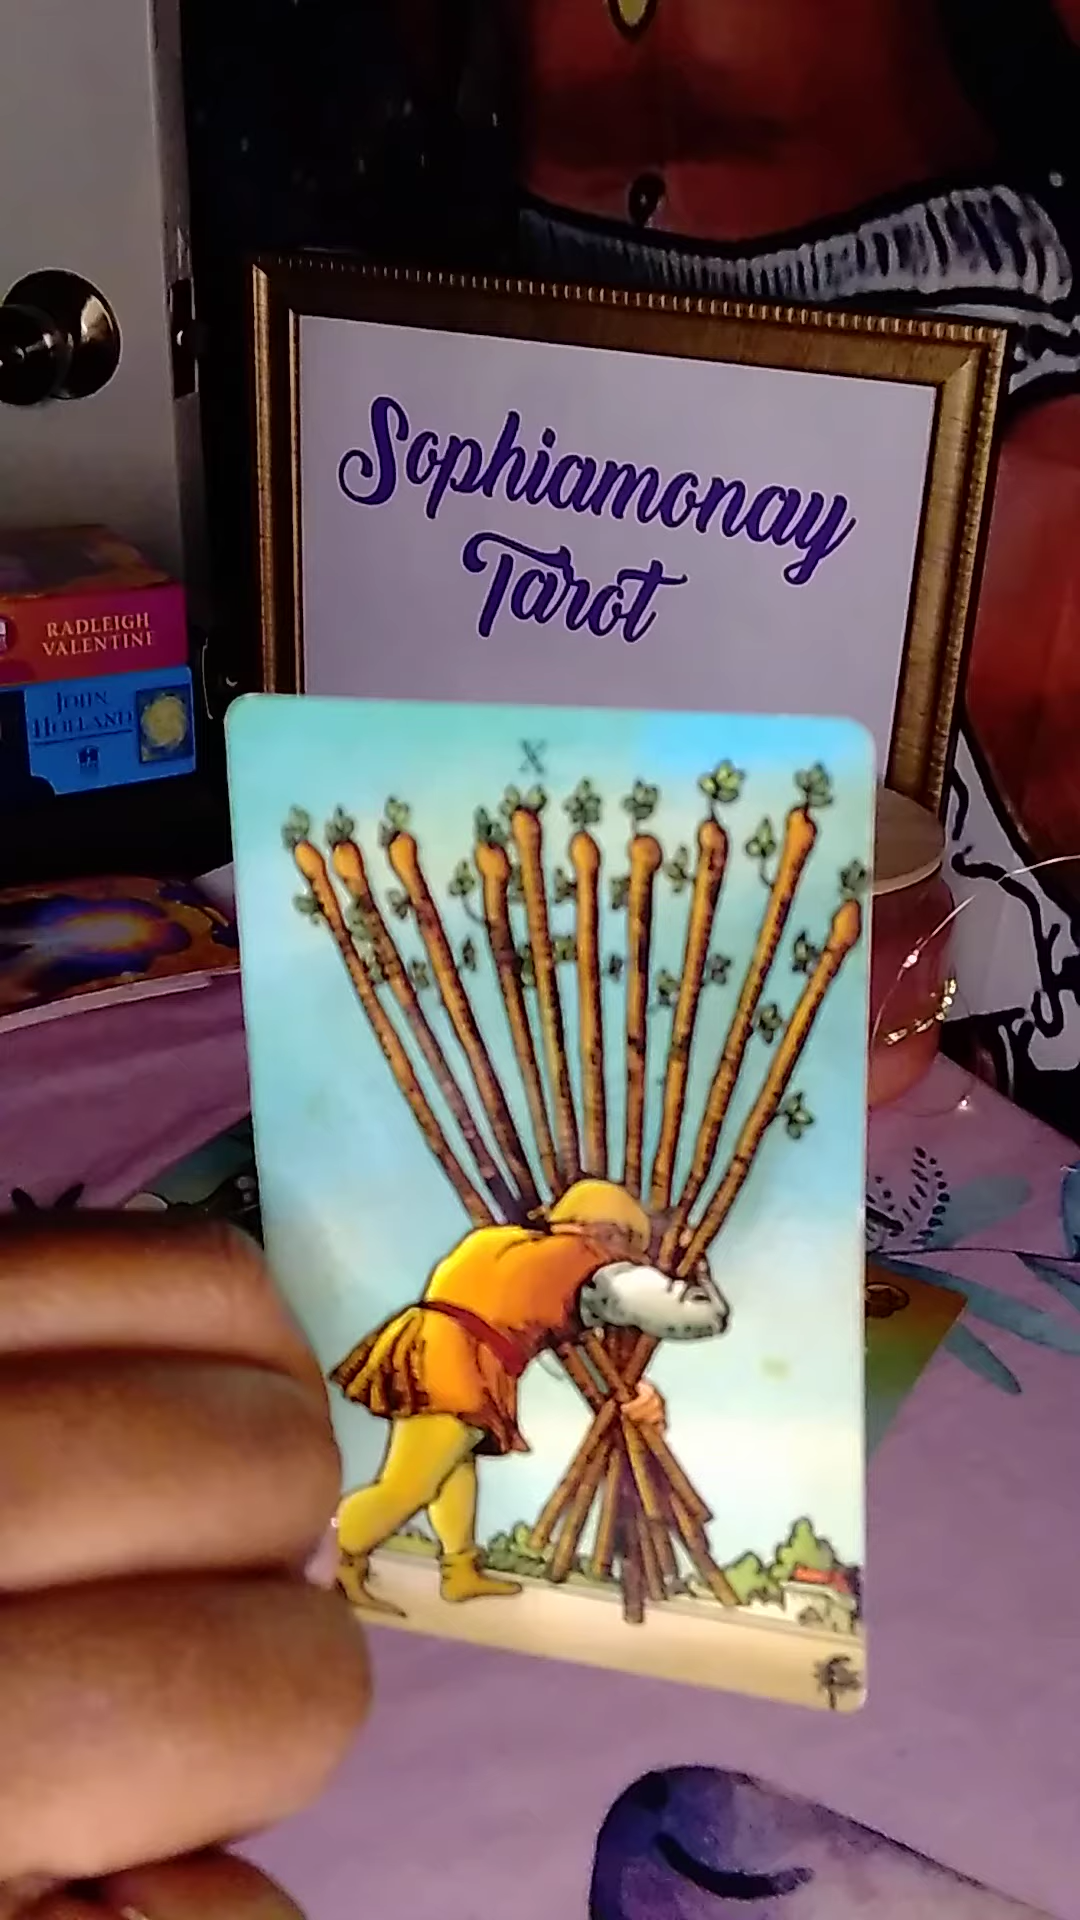 Sophiamonay
Tarot
RADLEIGH
VALENTINE
JOHN
HOLLAND
X